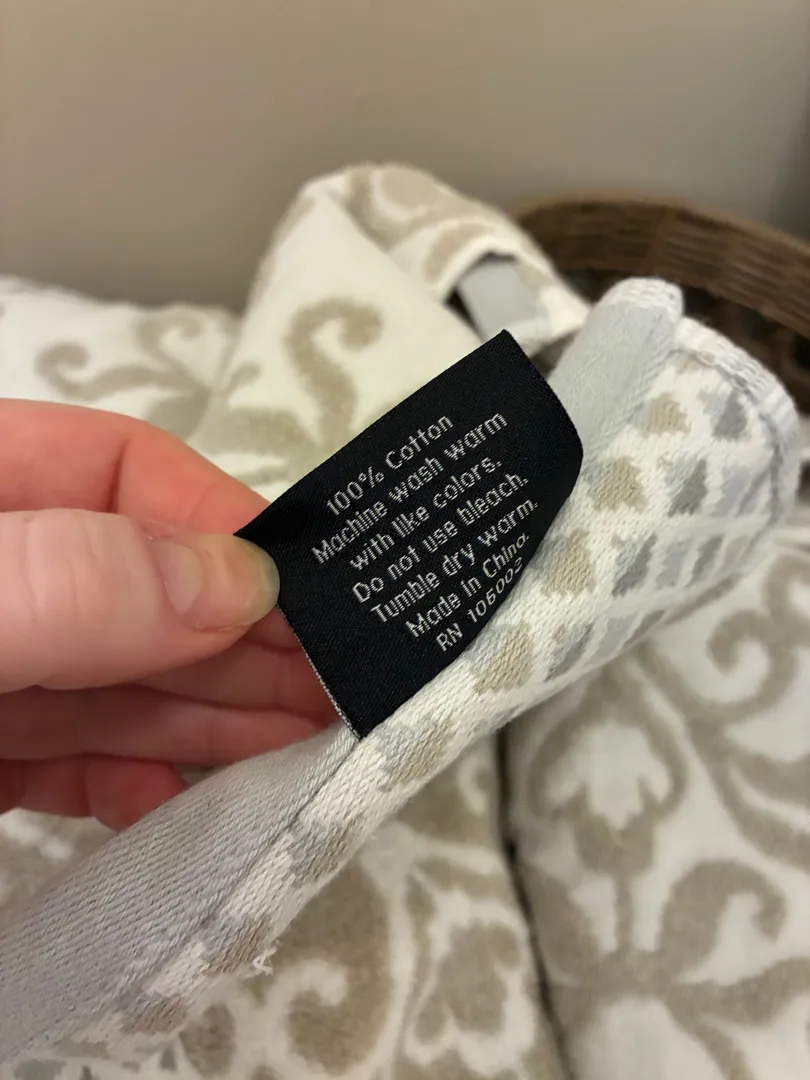 100% Cotton
Machine wash warm
with like colors.
Do not use bleach.
Tumble dry warm.
Made in China.
RN 106002